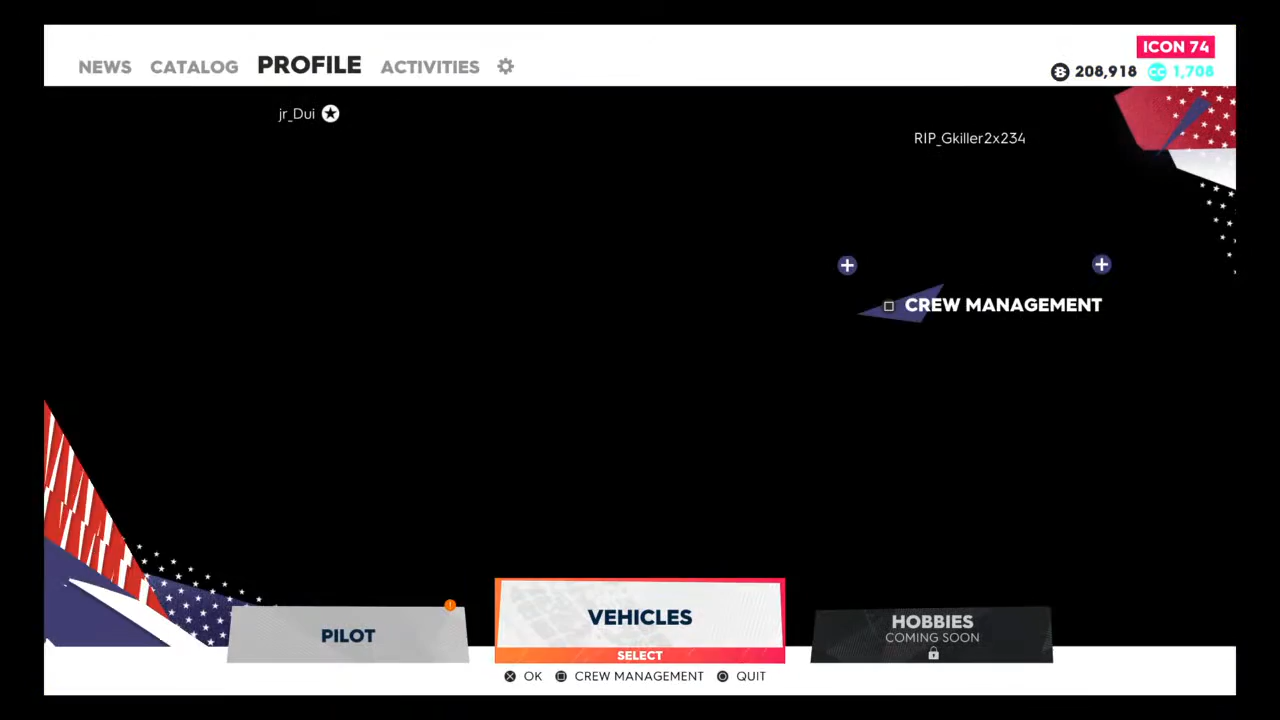 NEWS CATALOG PROFILE ACTIVITIES
ICON 74
208,918 CC 1,708
jr_Dui
RIP_Gkiller2x234
CREW MANAGEMENT
PILOT
VEHICLES
SELECT
HOBBIES
COMING SOON
OK CREW MANAGEMENT QUIT